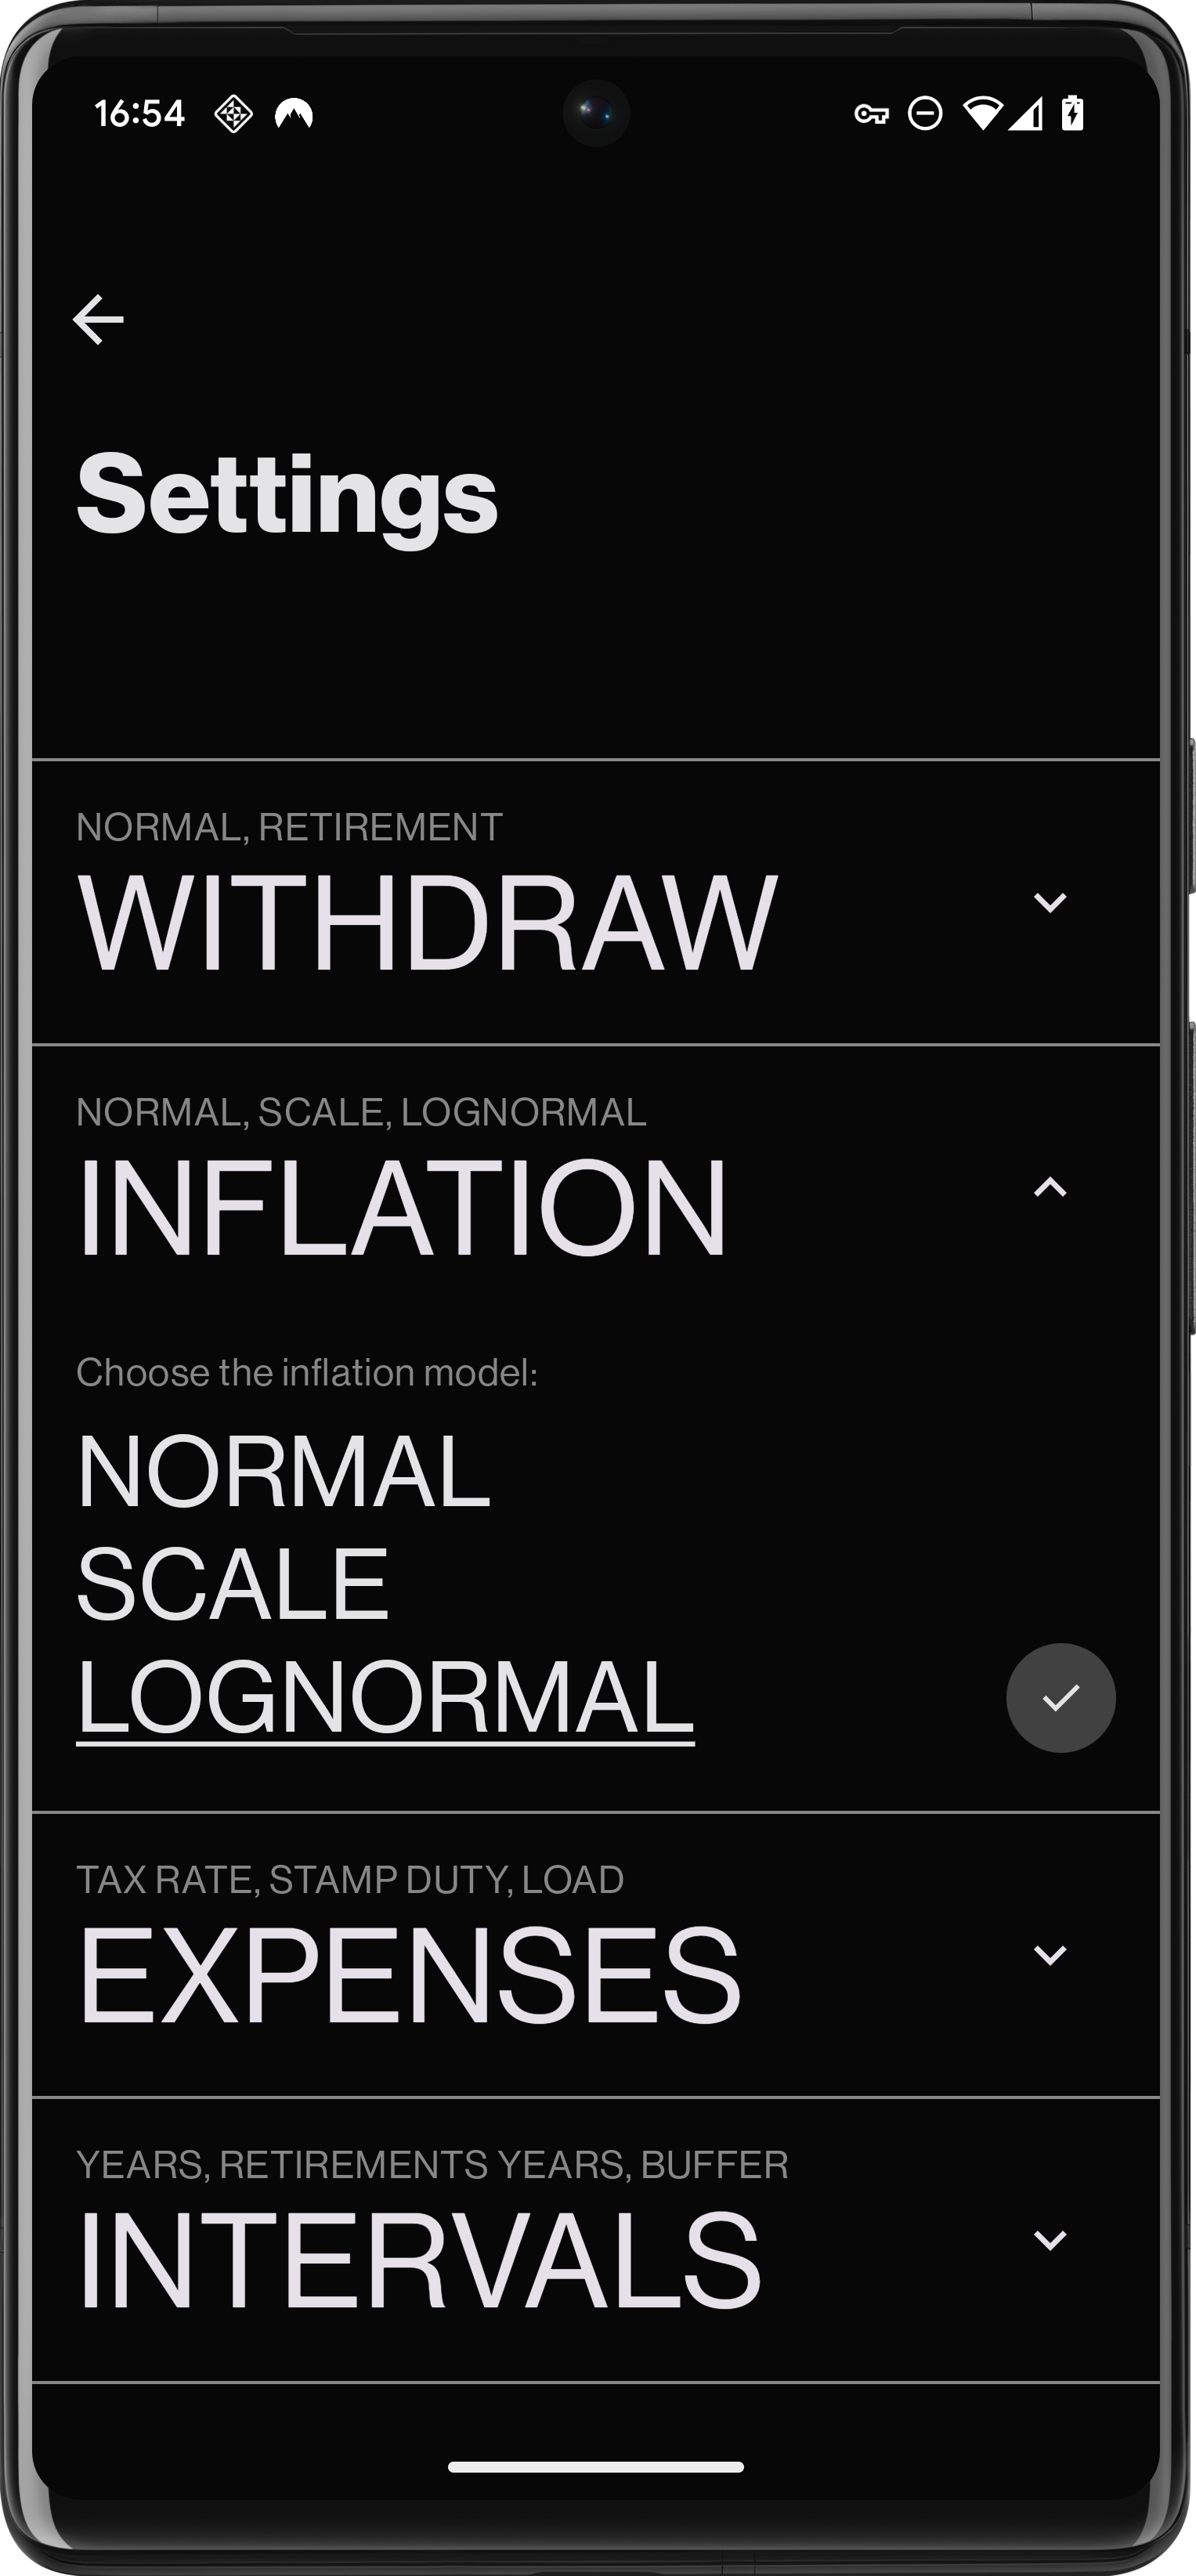 16:54
Settings
NORMAL, RETIREMENT
WITHDRAW
NORMAL, SCALE, LOGNORMAL
INFLATION
Choose the inflation model:
NORMAL
SCALE
LOGNORMAL
TAX RATE, STAMP DUTY, LOAD
EXPENSES
YEARS, RETIREMENTS YEARS, BUFFER
INTERVALS